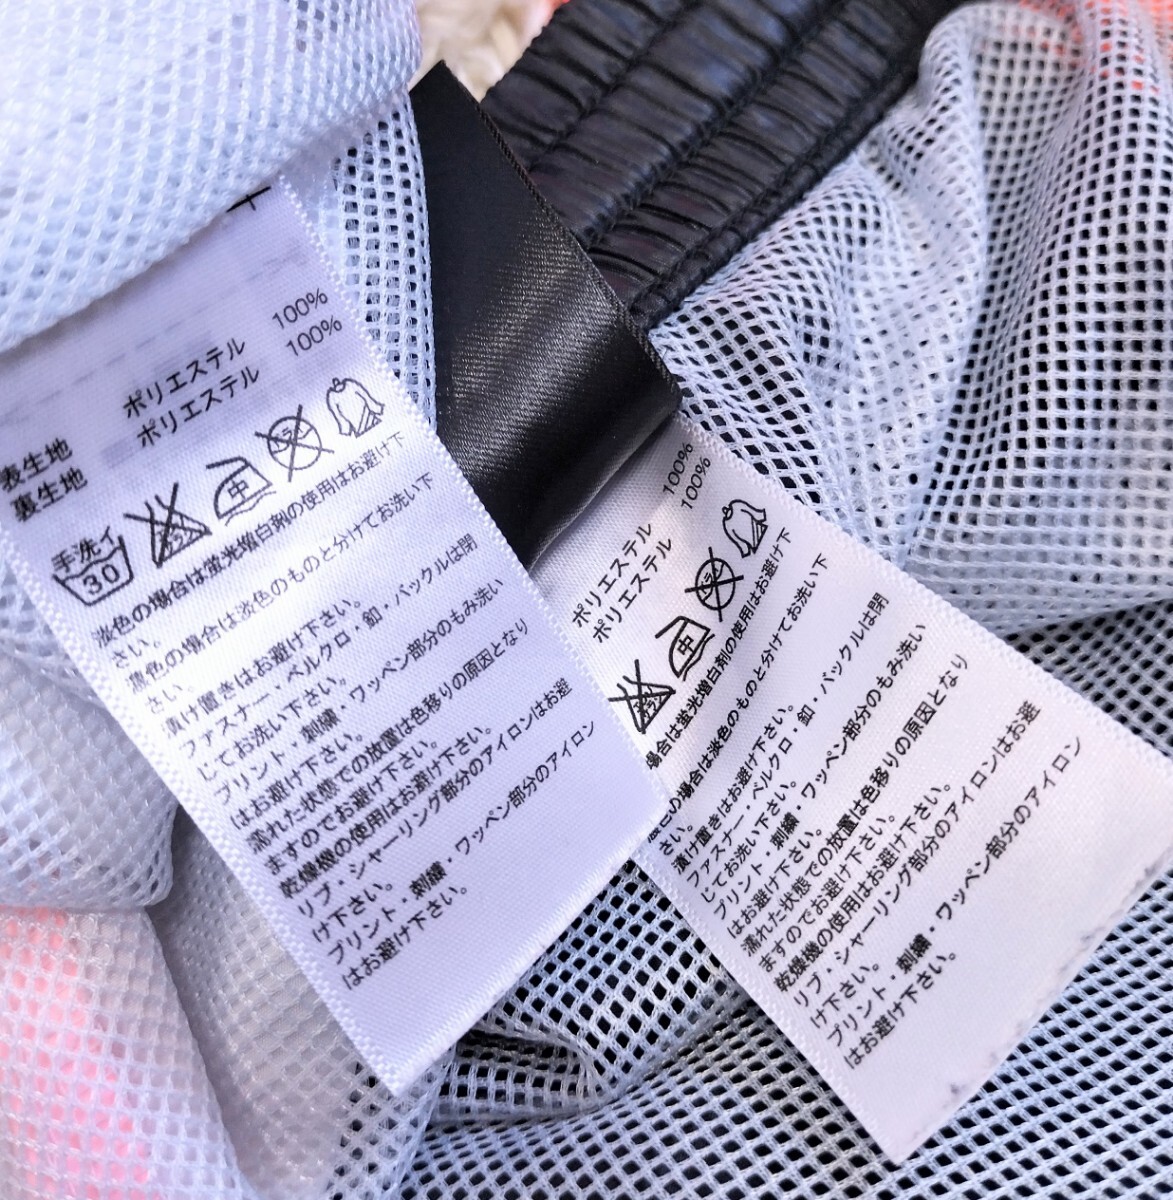 表生地 ポリエステル 100%
裏生地 ポリエステル 100%
手洗イ
30
中
淡色の場合は蛍光増白剤の使用はお避け下
さい。
濃色の場合は淡色のものと分けてお洗い下
さい。
漬け置きはお避け下さい。
ファスナー・ベルクロ・釦・バックルは閉
じてお洗い下さい。
プリント・刺繍・ワッペン部分のもみ洗い
はお避け下さい。
濡れた状態での放置は色移りの原因となり
ますのでお避け下さい。
乾燥機の使用はお避け下さい。
リブ・シャーリング部分のアイロンはお避
け下さい。
プリント・刺繍・ワッペン部分のアイロン
はお避け下さい。
ポリエステル 100%
ポリエステル 100%
中
場合は蛍光増白剤の使用はお避け下
の場合は淡色のものと分けてお洗い下
さい。
漬け置きはお避け下さい。
ファスナー・ベルクロ・釦・バックルは閉
じてお洗い下さい。
プリント・刺繍・ワッペン部分のもみ洗い
はお避け下さい。
濡れた状態での放置は色移りの原因となり
ますのでお避け下さい。
乾燥機の使用はお避け下さい。
リブ・シャーリング部分のアイロンはお避
け下さい。
プリント・刺繍・ワッペン部分のアイロン
はお避け下さい。